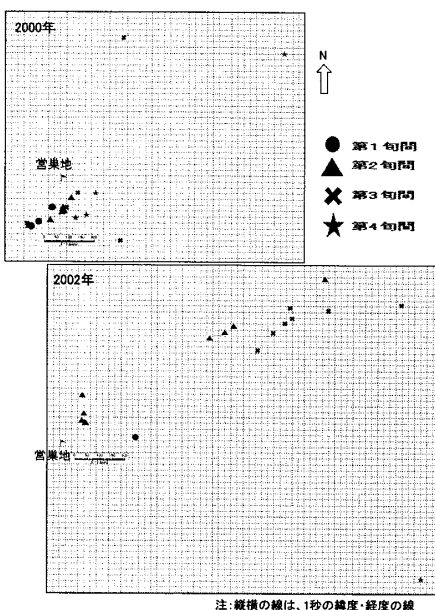 2000年
N
第1旬間
営巣地
第2旬間
第3旬間
第4旬間
2002年
営巣地
注：縦横の線は、1秒の緯度・経度の線